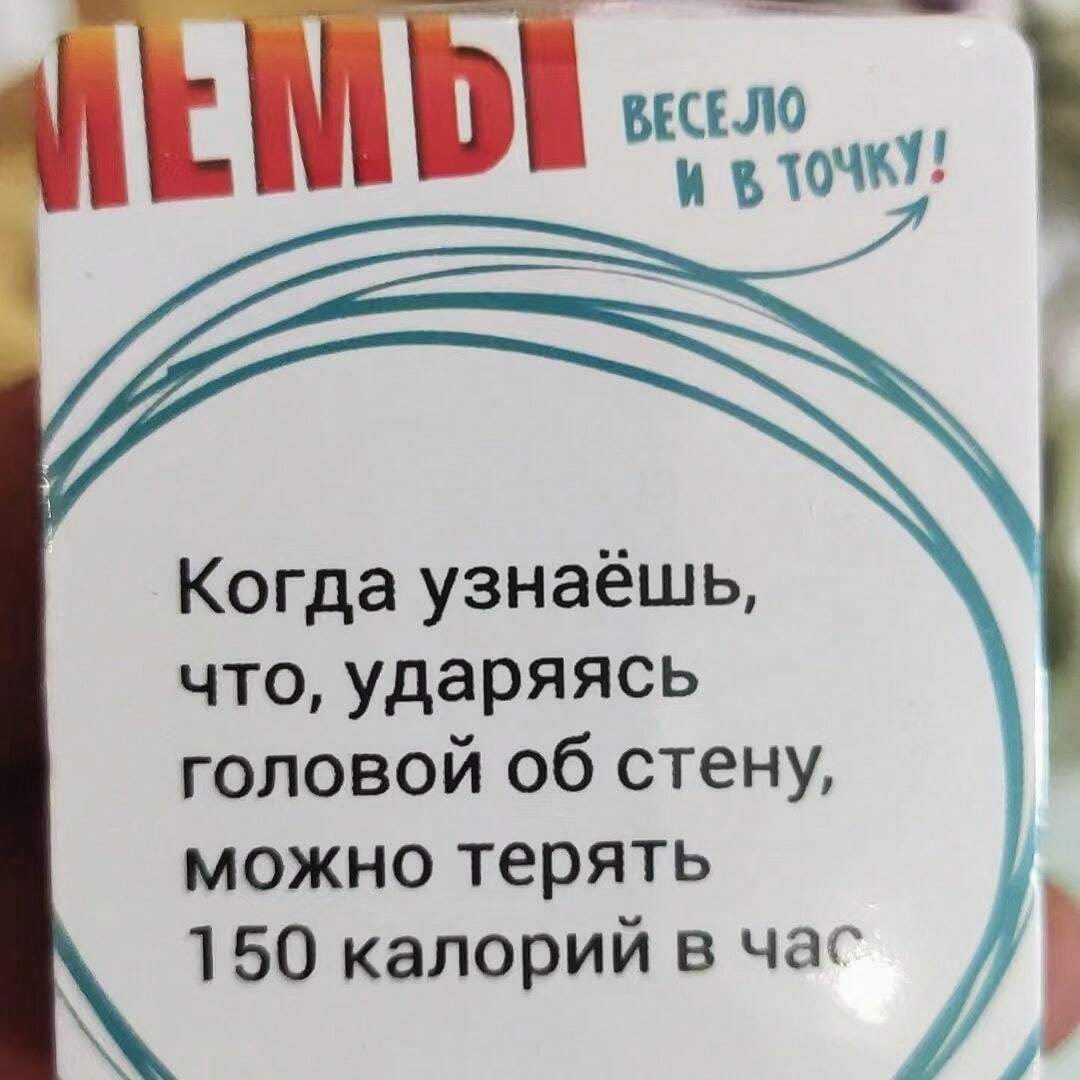 МЕМЫ
ВЕСЕЛО
И В ТОЧКУ!
Когда узнаёшь,
что, ударяясь
головой об стену,
можно терять
150 калорий в час